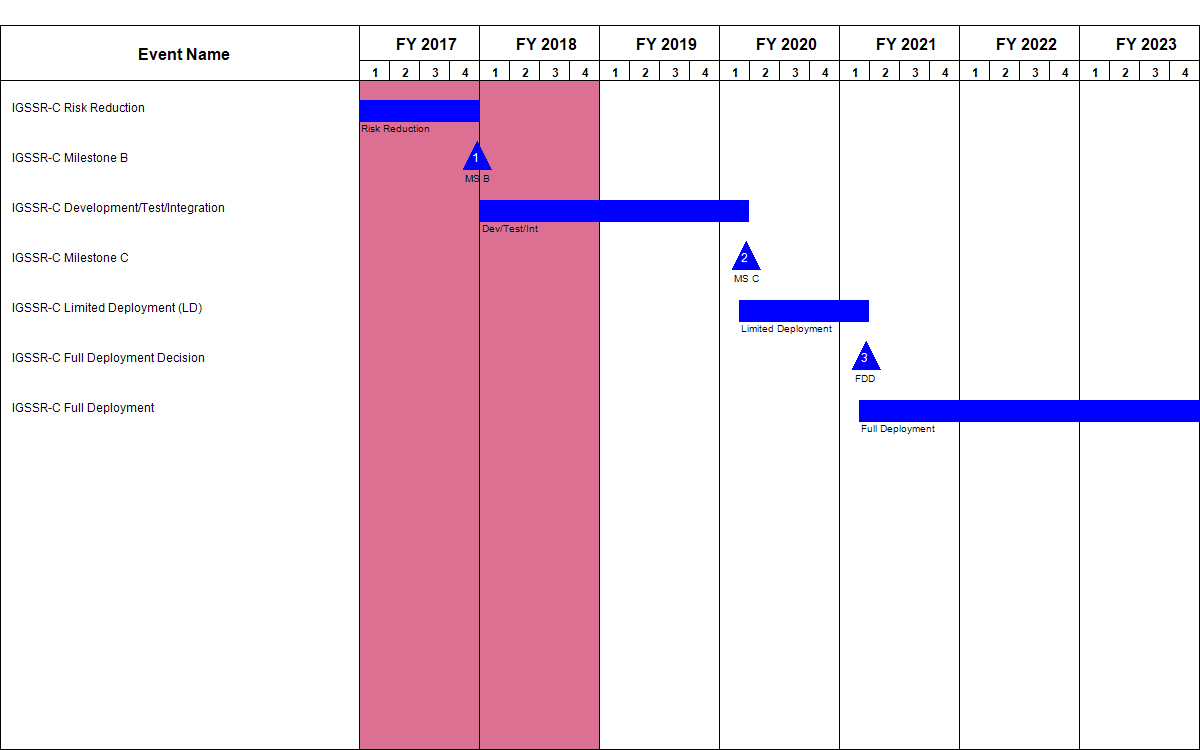 Event Name
FY 2017 FY 2018 FY 2019 FY 2020 FY 2021 FY 2022 FY 2023
1 2 3 4 1 2 3 4 1 2 3 4 1 2 3 4 1 2 3 4 1 2 3 4 1 2 3 4
IGSSR-C Risk Reduction
Risk Reduction
IGSSR-C Milestone B
1
MS B
IGSSR-C Development/Test/Integration
Dev/Test/Int
IGSSR-C Milestone C
2
MS C
IGSSR-C Limited Deployment (LD)
Limited Deployment
IGSSR-C Full Deployment Decision
3
FDD
IGSSR-C Full Deployment
Full Deployment